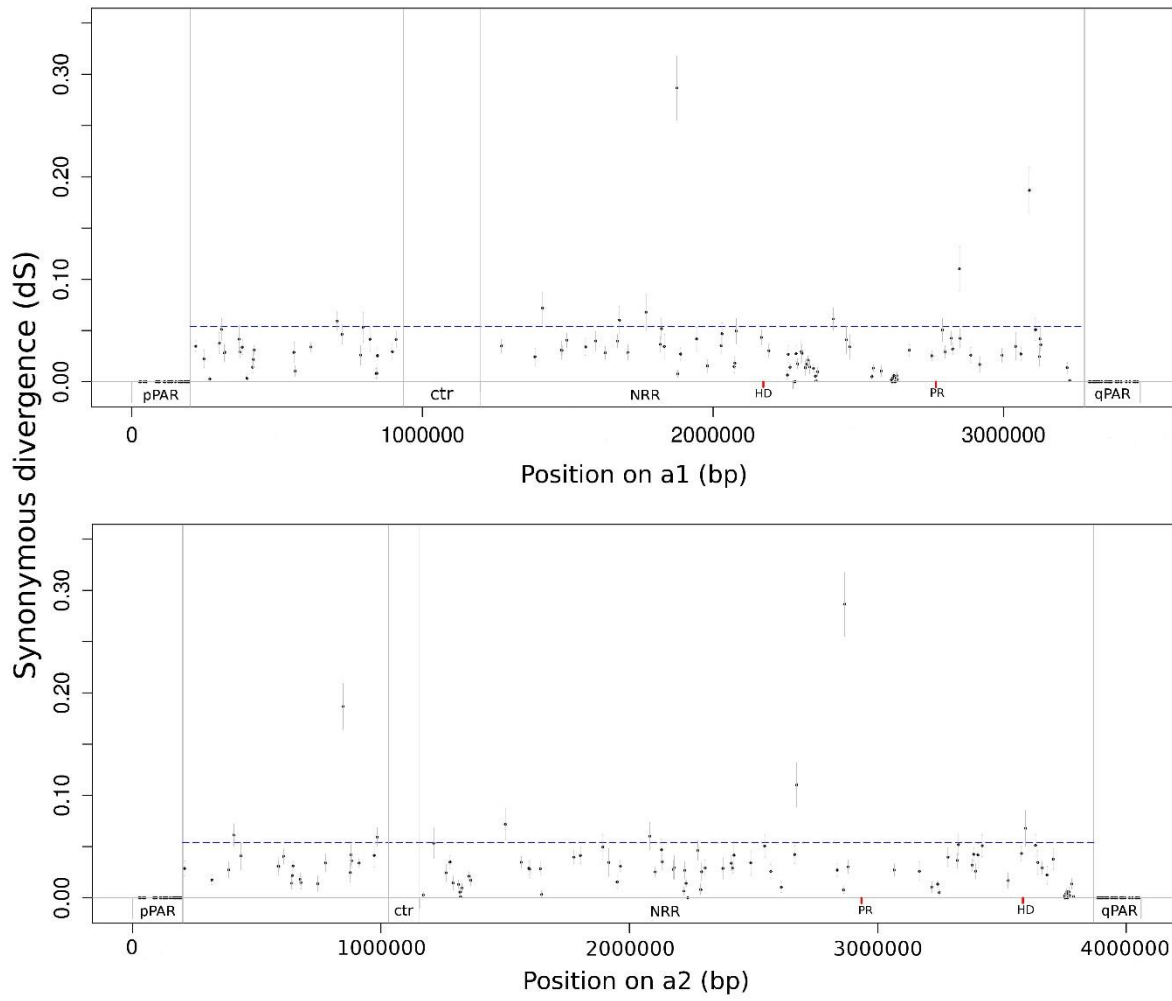 Synonymous divergence (dS)
0.30
0.20
0.10
0.00
pPAR ctr NRR HD PR qPAR
0 1000000 2000000 3000000
Position on a1 (bp)
0.30
0.20
0.10
0.00
pPAR ctr NRR PR HD qPAR
0 1000000 2000000 3000000 4000000
Position on a2 (bp)